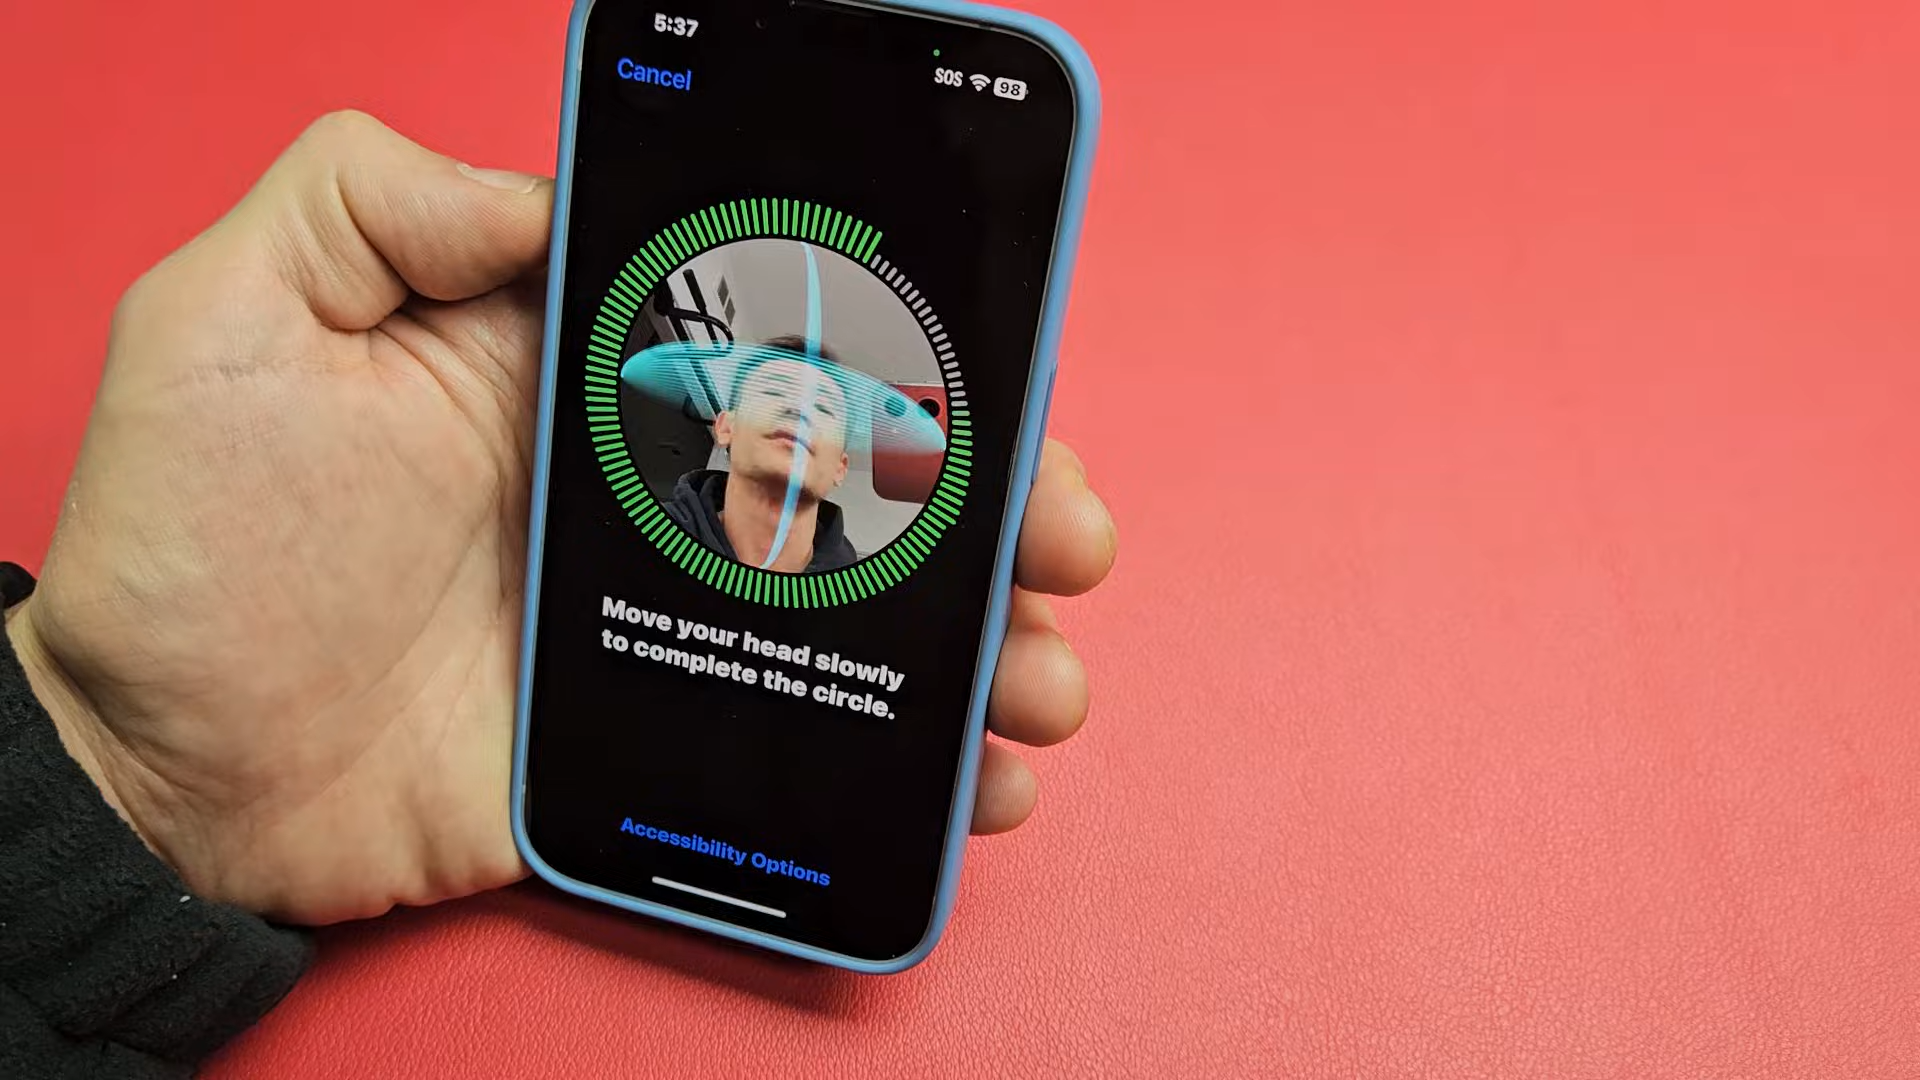 5:37
SOS 98
Cancel
Move your head slowly
to complete the circle.
Accessibility Options